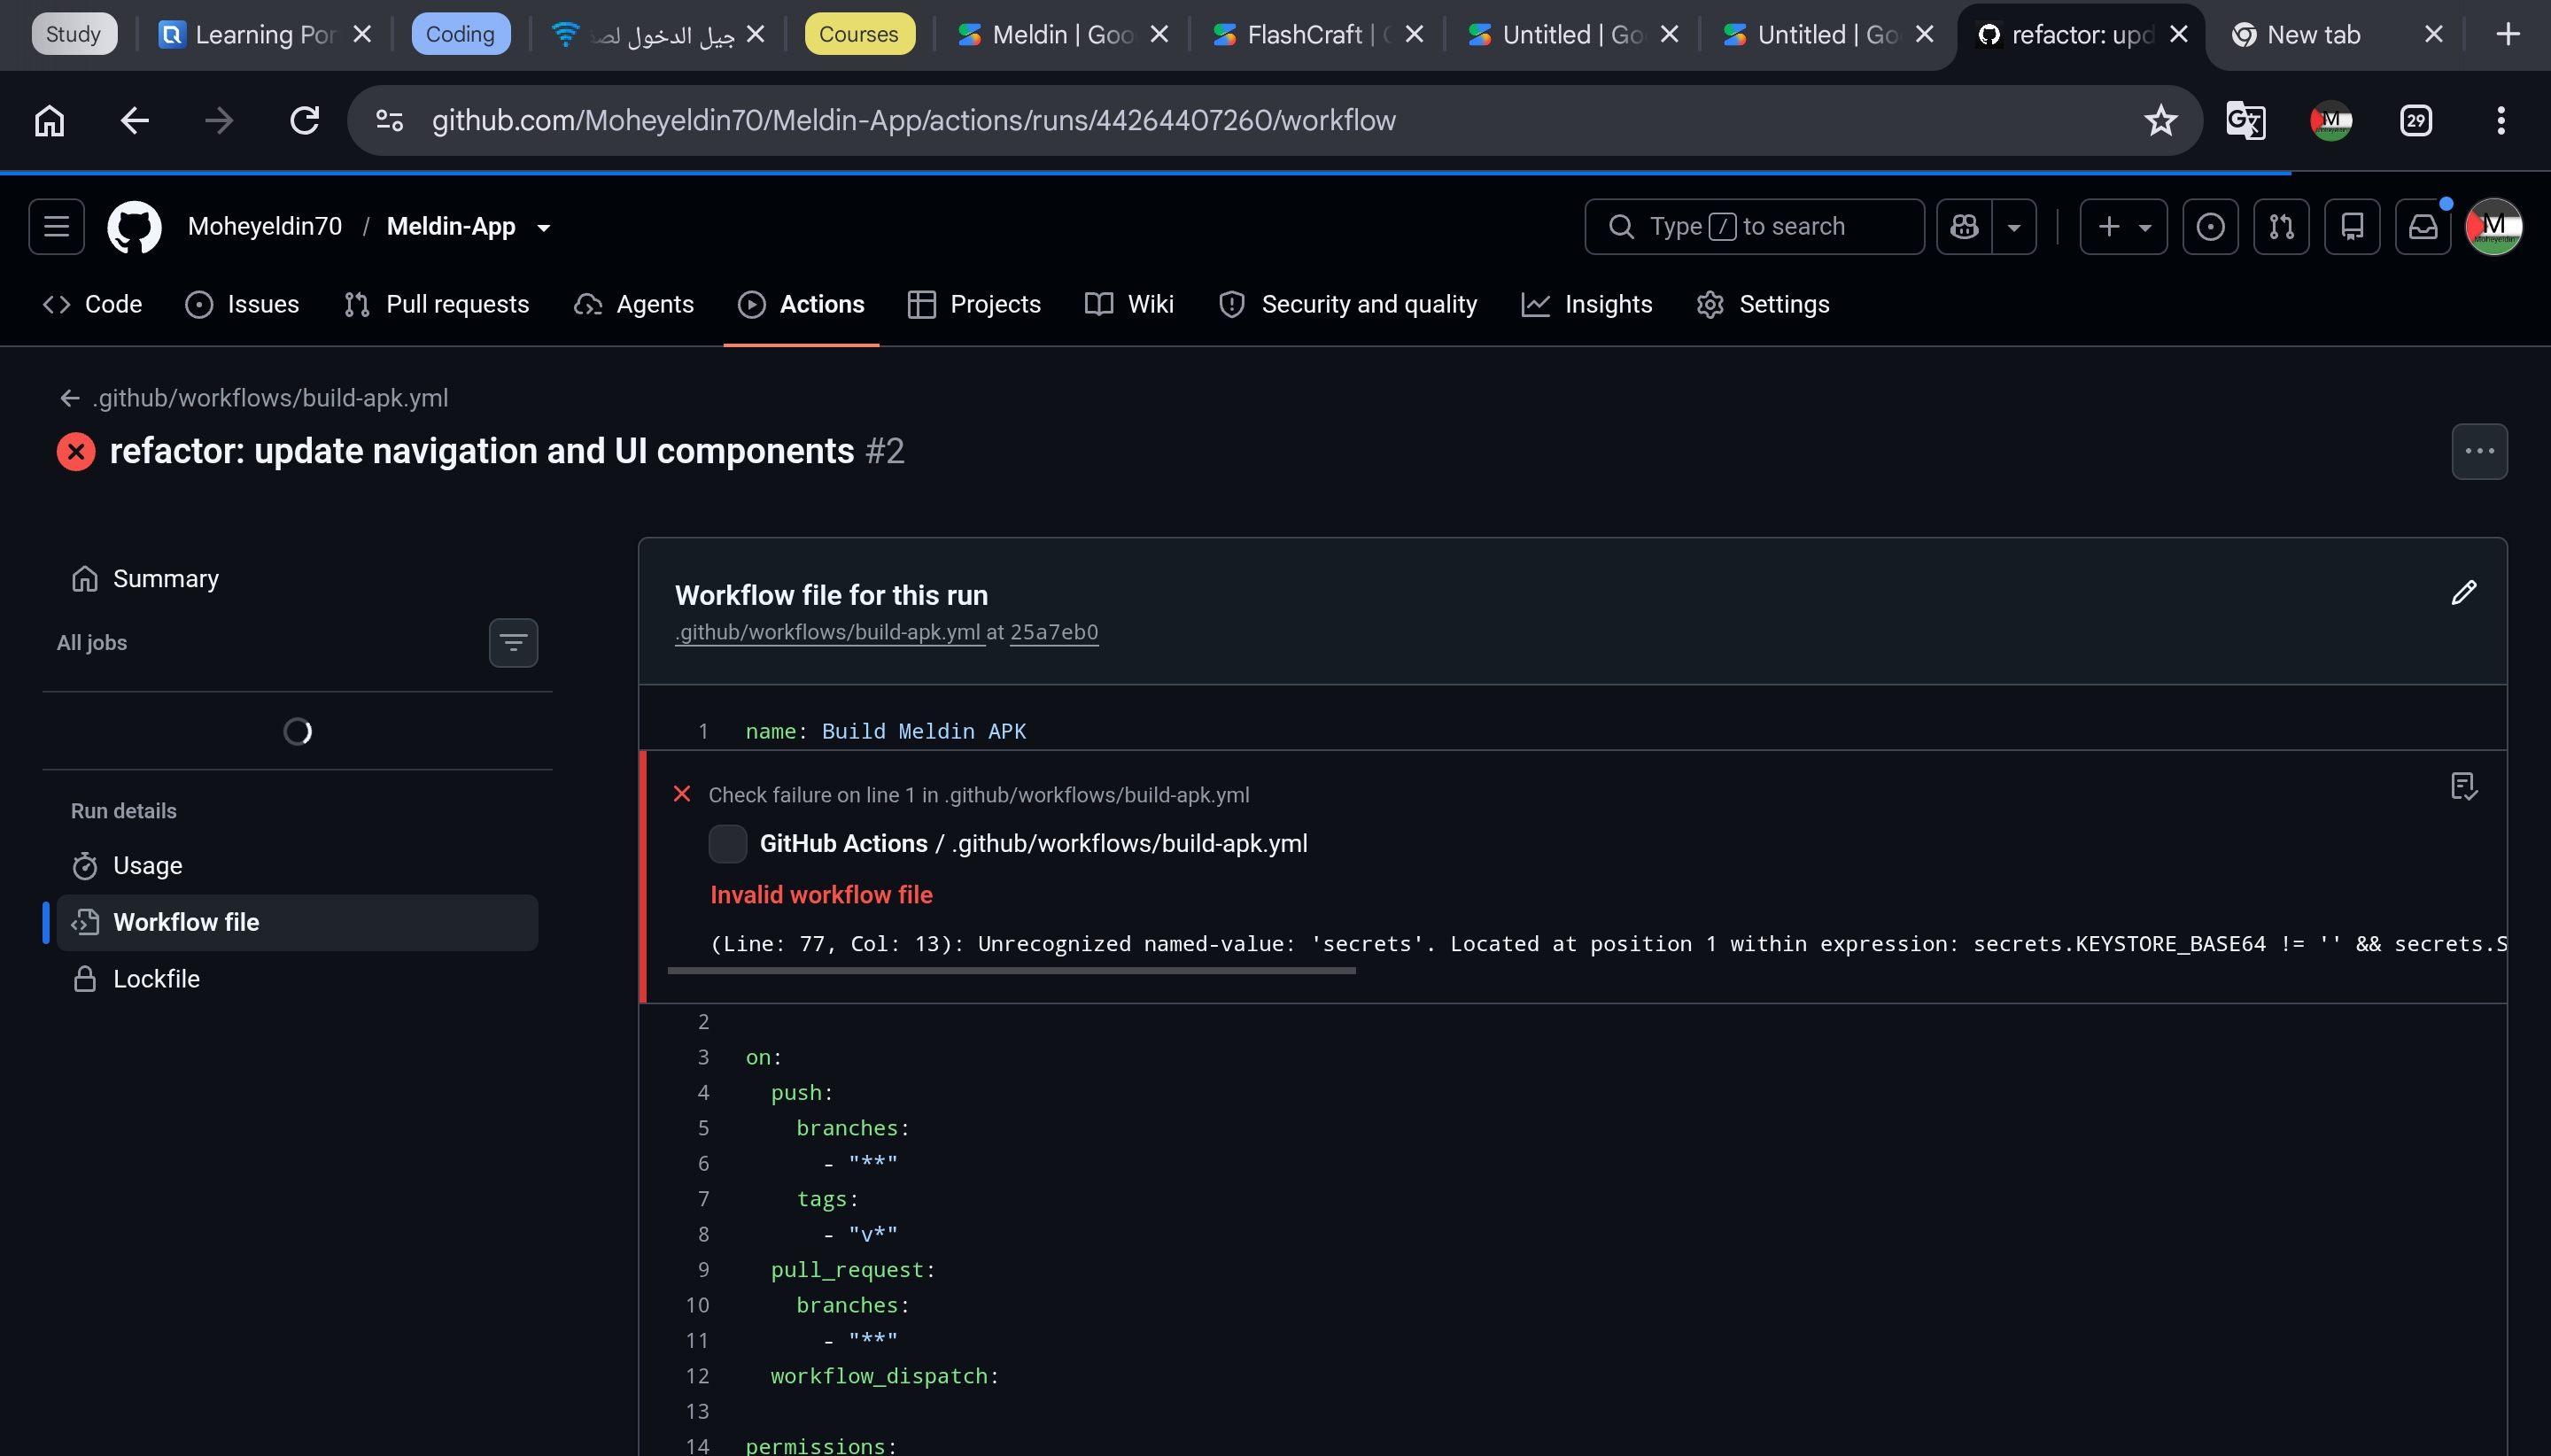 Study
Learning Por
Coding
جيل الدخول لصف
Courses
Meldin | Goo
FlashCraft |
Untitled | Go
Untitled | Go
refactor: upd
New tab
github.com/Moheyeldin70/Meldin-App/actions/runs/44264407260/workflow
29
Moheyeldin70 / Meldin-App
Type / to search
Code
Issues
Pull requests
Agents
Actions
Projects
Wiki
Security and quality
Insights
Settings
.github/workflows/build-apk.yml
refactor: update navigation and UI components #2
Summary
All jobs
Run details
Usage
Workflow file
Lockfile
Workflow file for this run
.github/workflows/build-apk.yml at 25a7eb0
1 name: Build Meldin APK
Check failure on line 1 in .github/workflows/build-apk.yml
GitHub Actions / .github/workflows/build-apk.yml
Invalid workflow file
(Line: 77, Col: 13): Unrecognized named-value: 'secrets'. Located at position 1 within expression: secrets.KEYSTORE_BASE64 != '' && secrets.S
2
3 on:
4 push:
5 branches:
6 - "**"
7 tags:
8 - "v*"
9 pull_request:
10 branches:
11 - "**"
12 workflow_dispatch:
13
14 permissions: